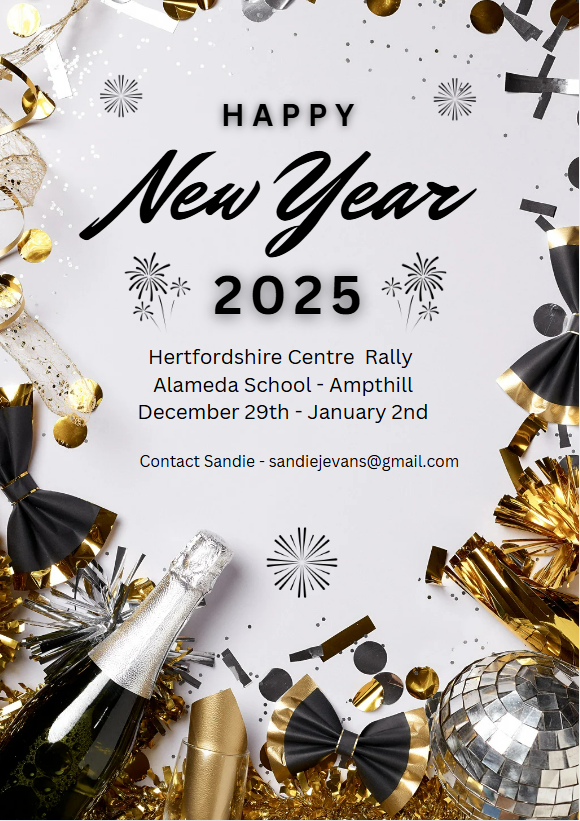 HAPPY
New Year
2025
Hertfordshire Centre Rally
Alameda School - Ampthill
December 29th - January 2nd
Contact Sandie - sandiejevans@gmail.com